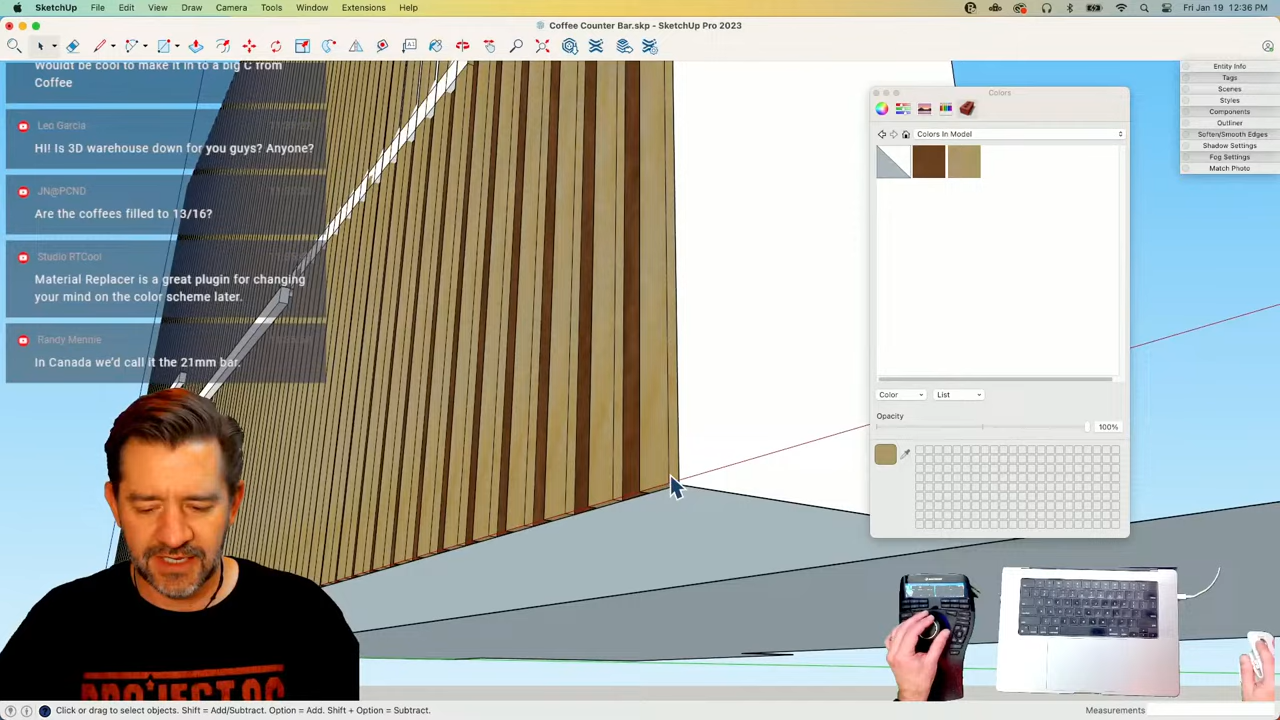 SketchUp File Edit View Draw Camera Tools Window Extensions Help Fri Jan 19 12:36 PM
Coffee Counter Bar.skp - SketchUp Pro 2023
Wouldt be cool to make it in to a big C from
Coffee
Leo Garcia
HI! Is 3D warehouse down for you guys? Anyone?
JN@PCND
Are the coffees filled to 13/16?
Studio RTCool
Material Replacer is a great plugin for changing
your mind on the color scheme later.
Randy Mennie
In Canada we'd call it the 21mm bar.
Colors
Colors In Model
Color List
Opacity
100%
Entity Info
Tags
Scenes
Styles
Components
Outliner
Soften/Smooth Edges
Shadow Settings
Fog Settings
Match Photo
Click or drag to select objects. Shift = Add/Subtract. Option = Add. Shift + Option = Subtract.
Measurements